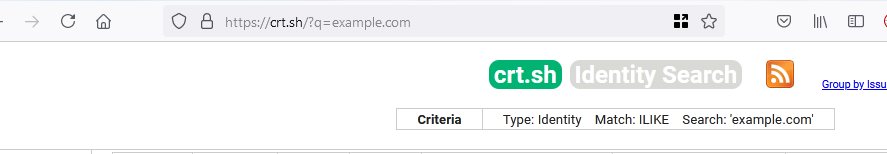 https://crt.sh/?q=example.com
crt.sh Identity Search
Group by Issu
Criteria Type: Identity Match: ILIKE Search: 'example.com'